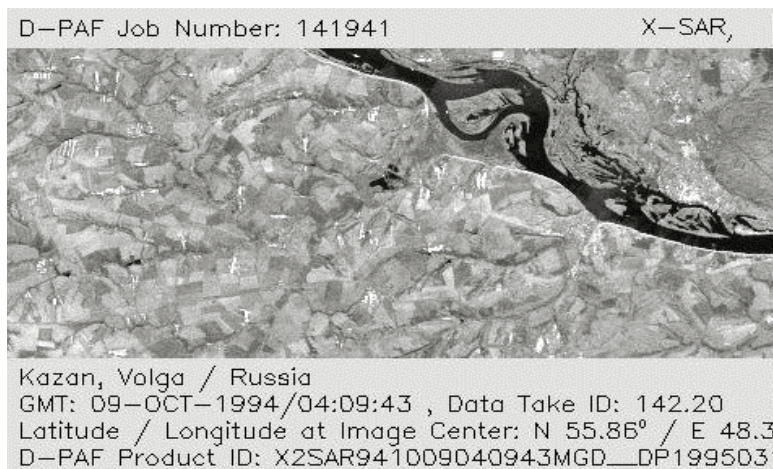 D-PAF Job Number: 141941 X-SAR,
Kazan, Volga / Russia
GMT: 09-OCT-1994/04:09:43 , Data Take ID: 142.20
Latitude / Longitude at Image Center: N 55.86° / E 48.3
D-PAF Product ID: X2SAR941009040943MGD__DP199503